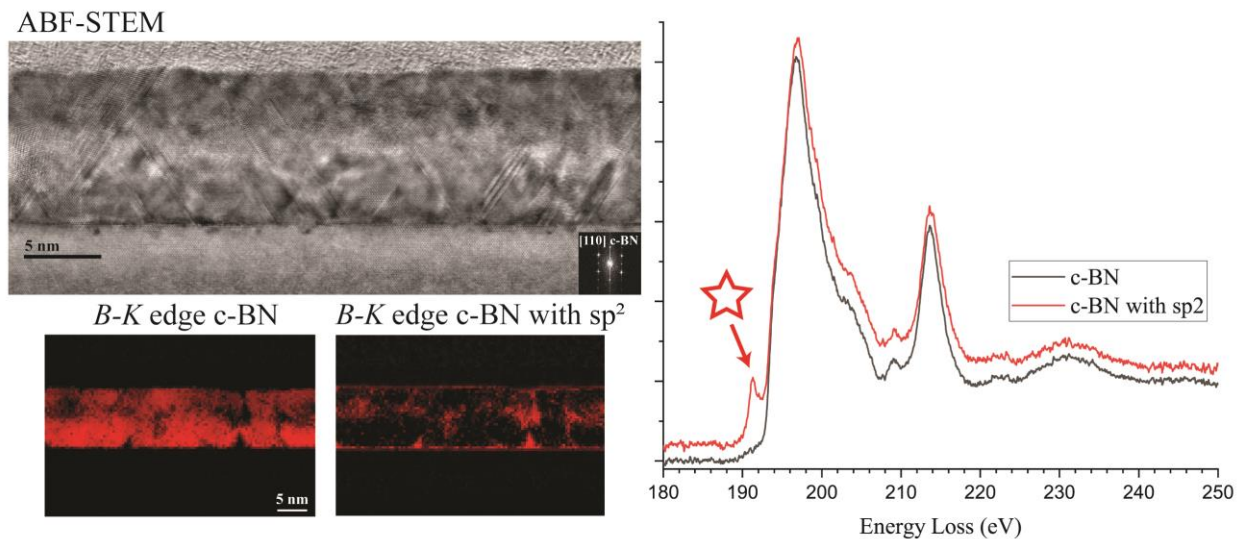 ABF-STEM
5 nm
[110] c-BN
B-K edge c-BN
B-K edge c-BN with sp²
5 nm
c-BN
c-BN with sp2
180 190 200 210 220 230 240 250
Energy Loss (eV)